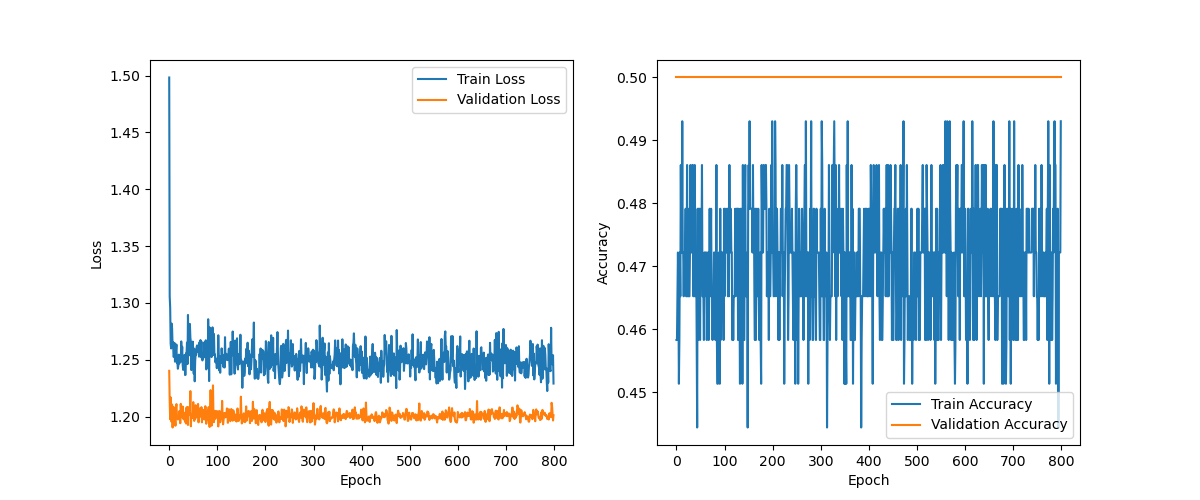 1.50
1.45
1.40
1.35
1.30
1.25
1.20
Loss
Train Loss
Validation Loss
0 100 200 300 400 500 600 700 800
Epoch
0.50
0.49
0.48
0.47
0.46
0.45
Accuracy
Train Accuracy
Validation Accuracy
0 100 200 300 400 500 600 700 800
Epoch